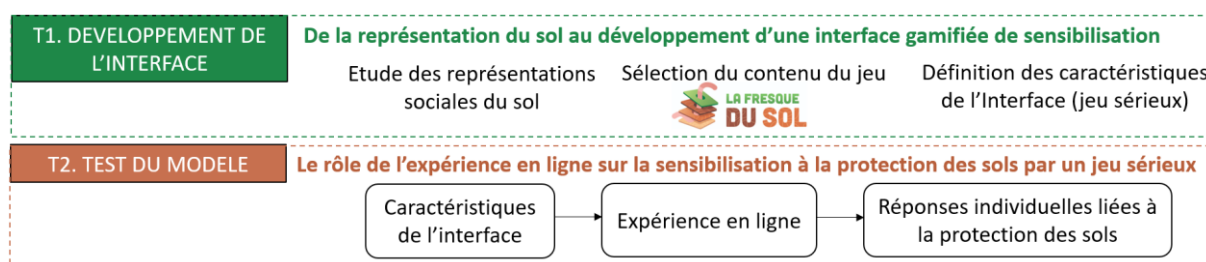 T1. DEVELOPPEMENT DE
L'INTERFACE
De la représentation du sol au développement d'une interface gamifiée de sensibilisation
Etude des représentations
sociales du sol
Sélection du contenu du jeu
LA FRESQUE
DU SOL
Définition des caractéristiques
de l'Interface (jeu sérieux)
T2. TEST DU MODELE
Le rôle de l'expérience en ligne sur la sensibilisation à la protection des sols par un jeu sérieux
Caractéristiques
de l'interface
Expérience en ligne
Réponses individuelles liées à
la protection des sols